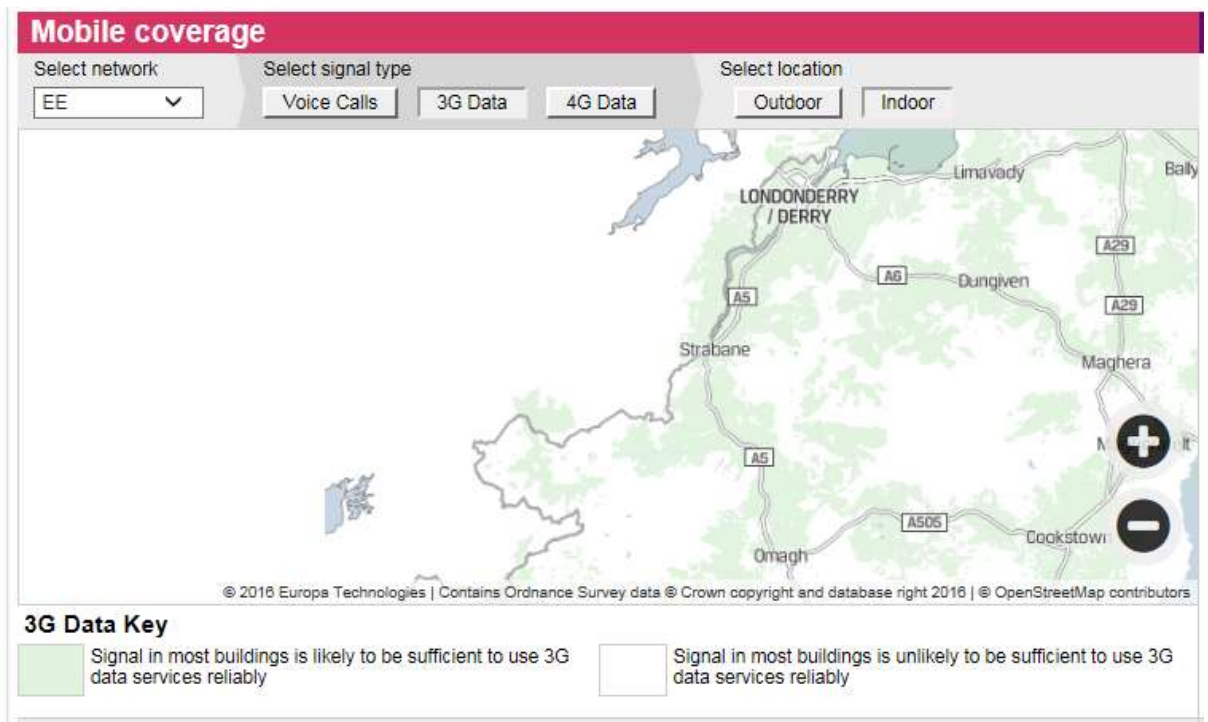 Mobile coverage
Select network
Select signal type
Select location
EE
Voice Calls
3G Data
4G Data
Outdoor
Indoor
Limavady
Bally
LONDONDERRY
/ DERRY
A29
A6
Dungiven
A5
A29
Strabane
Maghera
A5
A505
Cookstow
Omagh
© 2016 Europa Technologies | Contains Ordnance Survey data © Crown copyright and database right 2016 | © OpenStreetMap contributors
3G Data Key
Signal in most buildings is likely to be sufficient to use 3G
data services reliably
Signal in most buildings is unlikely to be sufficient to use 3G
data services reliably